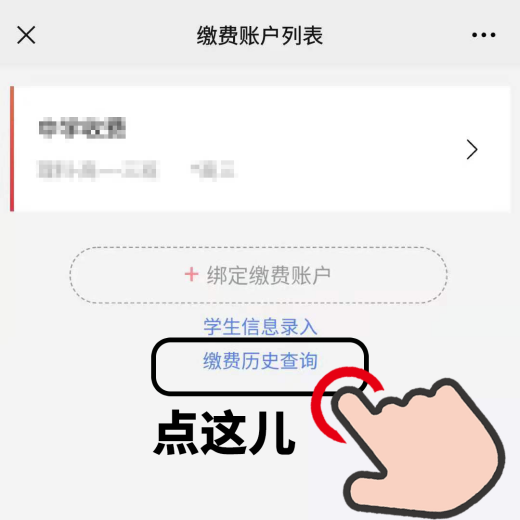 缴费账户列表
+ 绑定缴费账户
学生信息录入
缴费历史查询
点这儿